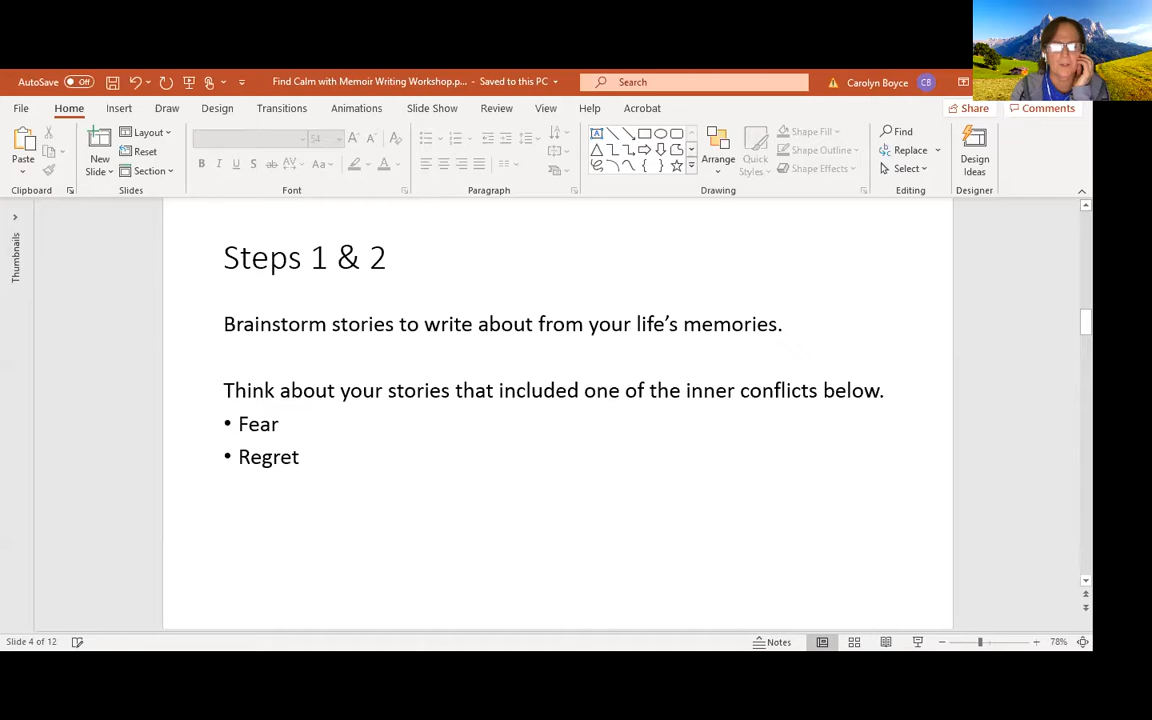 AutoSave Off Find Calm with Memoir Writing Workshop.p... – Saved to this PC Search Carolyn Boyce CB
File Home Insert Draw Design Transitions Animations Slide Show Review View Help Acrobat Share Comments
Paste
New Slide
Layout
Reset
Section
54
B I U S ab AV Aa A
A
Arrange
Quick Styles
Shape Fill
Shape Outline
Shape Effects
Find
Replace
Select
Design Ideas
Clipboard Slides Font Paragraph Drawing Editing Designer
Thumbnails
Steps 1 & 2
Brainstorm stories to write about from your life’s memories.
Think about your stories that included one of the inner conflicts below.
• Fear
• Regret
Slide 4 of 12 Notes 78%